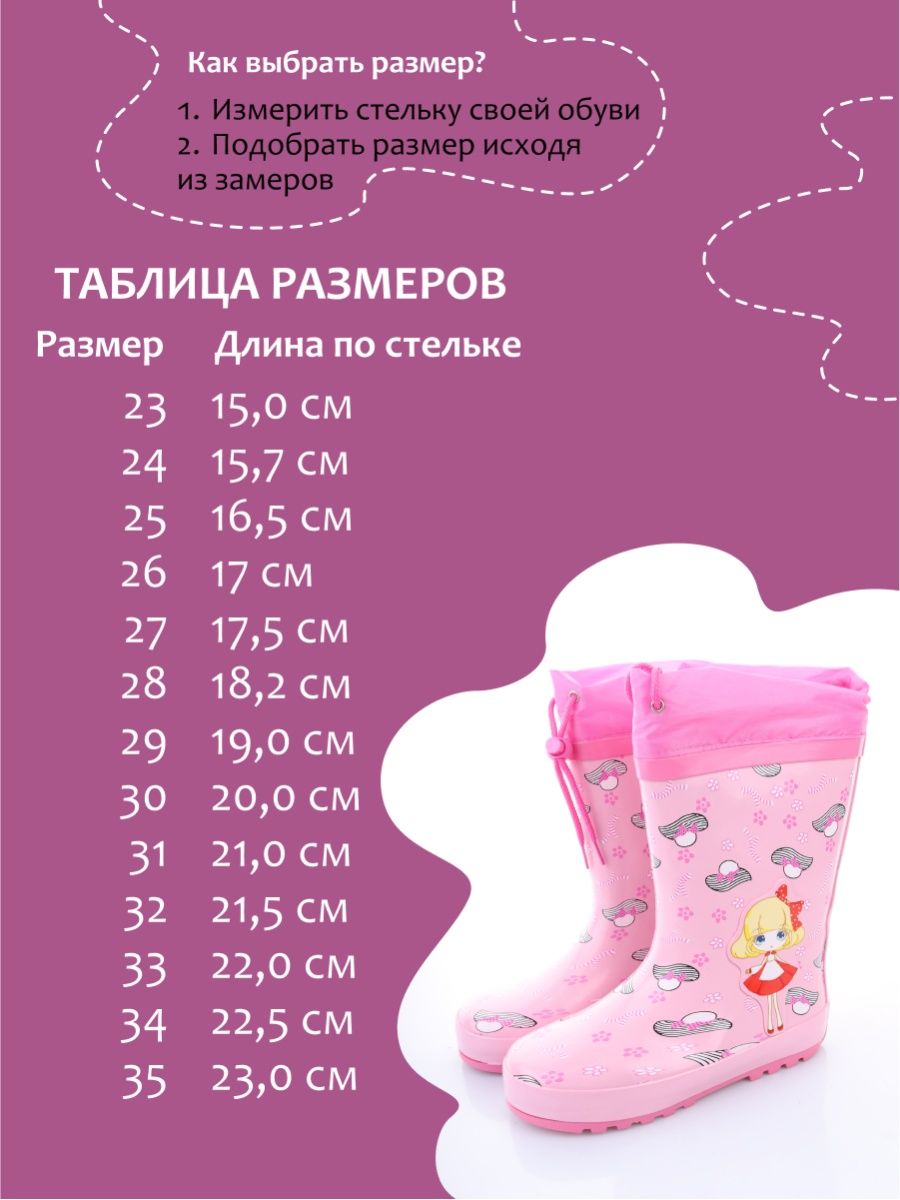 Как выбрать размер?
1. Измерить стельку своей обуви
2. Подобрать размер исходя
из замеров
ТАБЛИЦА РАЗМЕРОВ
Размер Длина по стельке
23 15,0 см
24 15,7 см
25 16,5 см
26 17 см
27 17,5 см
28 18,2 см
29 19,0 см
30 20,0 см
31 21,0 см
32 21,5 см
33 22,0 см
34 22,5 см
35 23,0 см